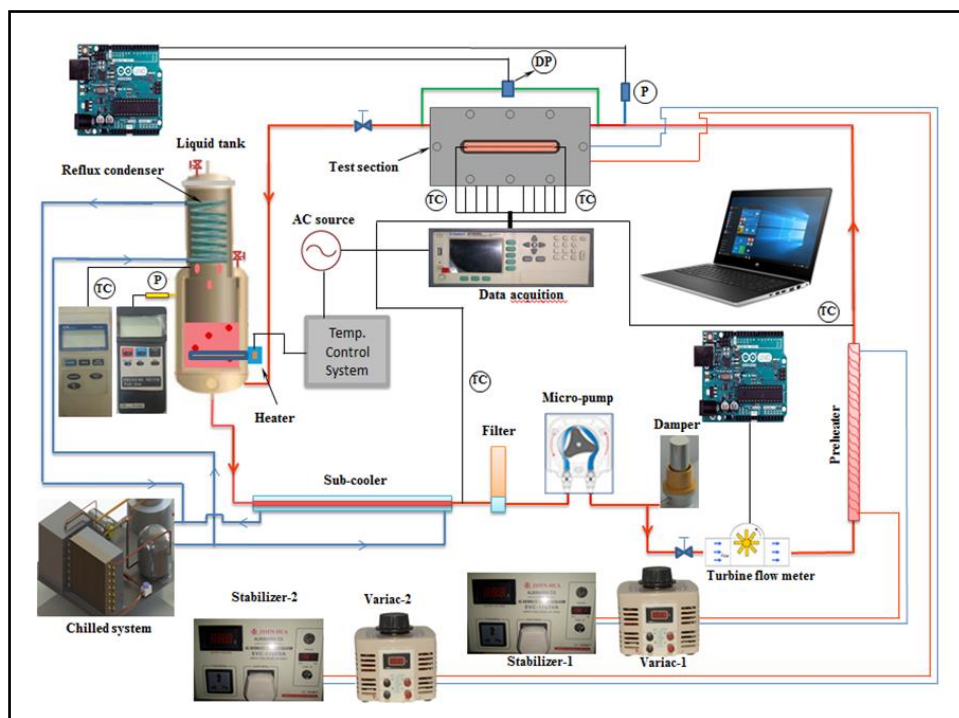 DP
P
Liquid tank
Reflux condenser
Test section
TC
TC
AC source
P
TC
Data acquition
TC
Temp.
Control
System
TC
Heater
Micro-pump
Damper
Filter
Preheater
Sub-cooler
Turbine flow meter
Stabilizer-2
Variac-2
Chilled system
Stabilizer-1
Variac-1